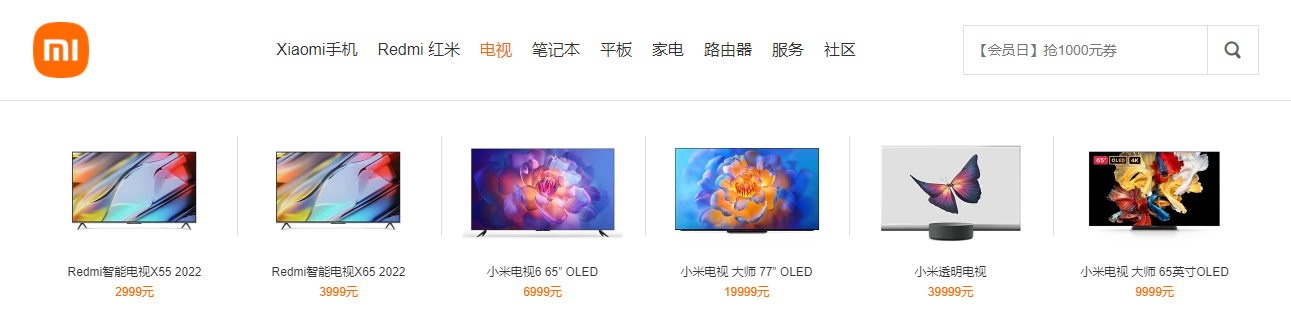 mi
Xiaomi手机 Redmi 红米 电视 笔记本 平板 家电 路由器 服务 社区
【会员日】抢1000元券
65" OLED 4K
Redmi智能电视X55 2022
2999元
Redmi智能电视X65 2022
3999元
小米电视6 65" OLED
6999元
小米电视 大师 77" OLED
19999元
小米透明电视
39999元
小米电视 大师 65英寸OLED
9999元